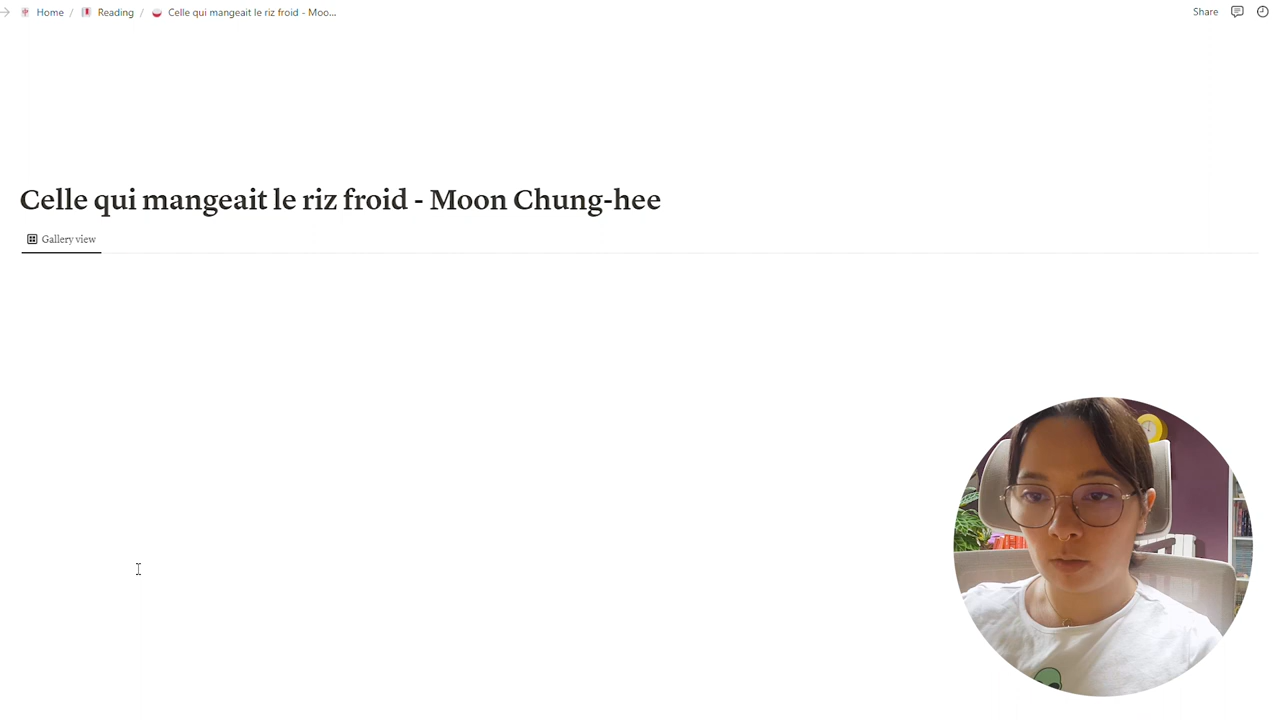 Home / Reading / Celle qui mangeait le riz froid - Moo...
Share
Celle qui mangeait le riz froid - Moon Chung-hee
Gallery view